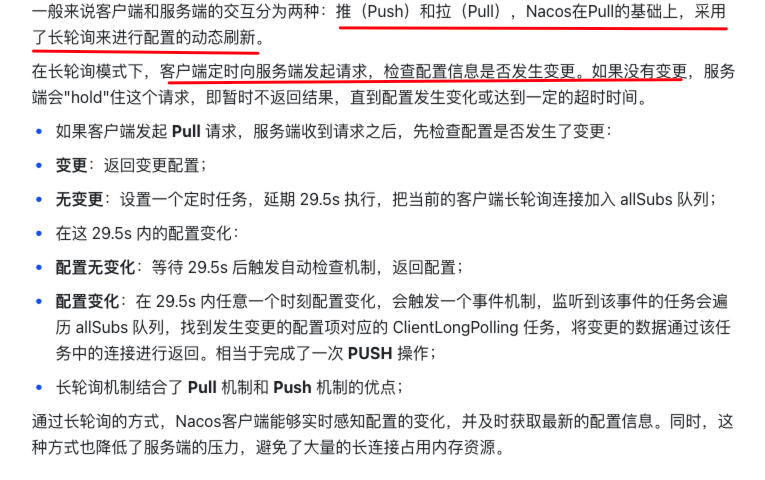 一般来说客户端和服务端的交互分为两种：推（Push）和拉（Pull），Nacos在Pull的基础上，采用
了长轮询来进行配置的动态刷新。
在长轮询模式下，客户端定时向服务端发起请求，检查配置信息是否发生变更。如果没有变更，服务
端会"hold"住这个请求，即暂时不返回结果，直到配置发生变化或达到一定的超时时间。
• 如果客户端发起 Pull 请求，服务端收到请求之后，先检查配置是否发生了变更：
• 变更：返回变更配置；
• 无变更：设置一个定时任务，延期 29.5s 执行，把当前的客户端长轮询连接加入 allSubs 队列；
• 在这 29.5s 内的配置变化：
• 配置无变化：等待 29.5s 后触发自动检查机制，返回配置；
• 配置变化：在 29.5s 内任意一个时刻配置变化，会触发一个事件机制，监听到该事件的任务会遍
历 allSubs 队列，找到发生变更的配置项对应的 ClientLongPolling 任务，将变更的数据通过该任
务中的连接进行返回。相当于完成了一次 PUSH 操作；
• 长轮询机制结合了 Pull 机制和 Push 机制的优点；
通过长轮询的方式，Nacos客户端能够实时感知配置的变化，并及时获取最新的配置信息。同时，这
种方式也降低了服务端的压力，避免了大量的长连接占用内存资源。